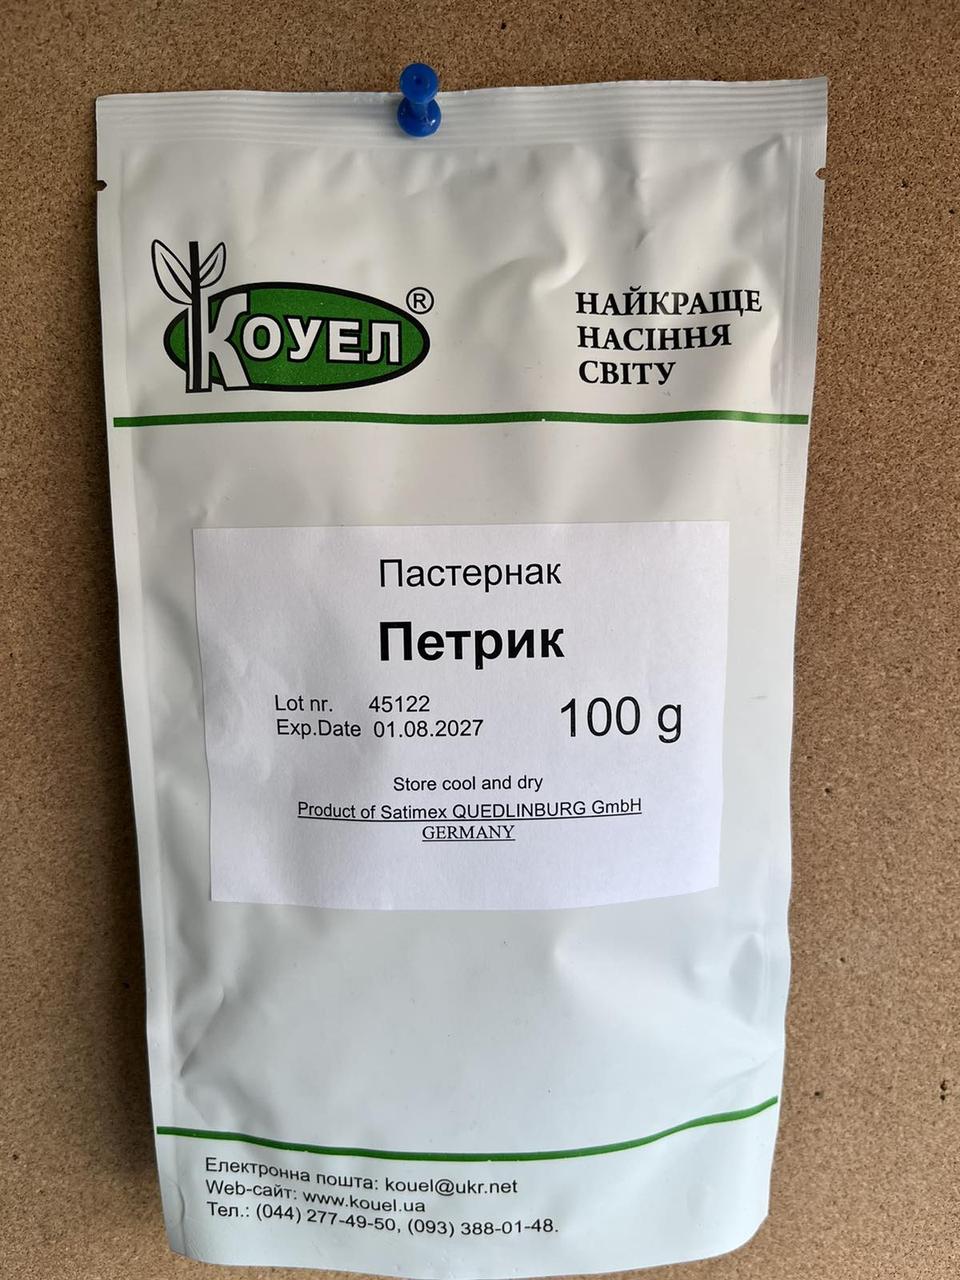 КОУЕЛ®
НАЙКРАЩЕ
НАСІННЯ
СВІТУ
Пастернак
Петрик
Lot nr. 45122
Exp.Date 01.08.2027
100 g
Store cool and dry
Product of Satimex QUEDLINBURG GmbH
GERMANY
Електронна пошта: kouel@ukr.net
Web-сайт: www.kouel.ua
Тел.: (044) 277-49-50, (093) 388-01-48.